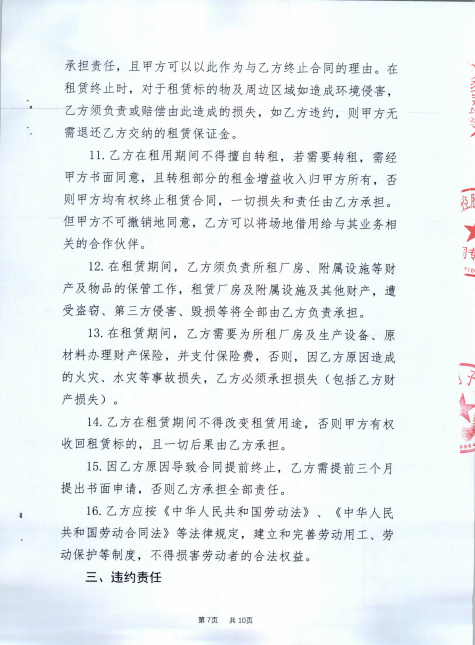 承担责任，且甲方可以以此作为与乙方终止合同的理由。在
租赁终止时，对于租赁标的物及周边区域如造成环境侵害，
乙方须负责或赔偿由此造成的损失，如乙方违约，则甲方无
需退还乙方交纳的租赁保证金。
11.乙方在租用期间不得擅自转租，若需要转租，需经
甲方书面同意，且转租部分的租金增益收入归甲方所有，否
则甲方均有权终止租赁合同，一切损失和责任由乙方承担。
但甲方不可撤销地同意，乙方可以将场地借用给与其业务相
关的合作伙伴。
12.在租赁期间，乙方须负责所租厂房、附属设施等财
产及物品的保管工作，租赁厂房及附属设施及其他财产，遭
受盗窃、第三方侵害、毁损等将全部由乙方负责承担。
13.在租赁期间，乙方需要为所租厂房及生产设备、原
材料办理财产保险，并支付保险费，否则，因乙方原因造成
的火灾、水灾等事故损失，乙方必须承担损失（包括乙方财
产损失）。
14.乙方在租赁期间不得改变租赁用途，否则甲方有权
收回租赁标的，且一切后果由乙方承担。
15.因乙方原因导致合同提前终止，乙方需提前三个月
提出书面申请，否则乙方承担全部责任。
16.乙方应按《中华人民共和国劳动法》、《中华人民
共和国劳动合同法》等法律规定，建立和完善劳动用工、劳
动保护等制度，不得损害劳动者的合法权益。
三、违约责任
第7页 共10页